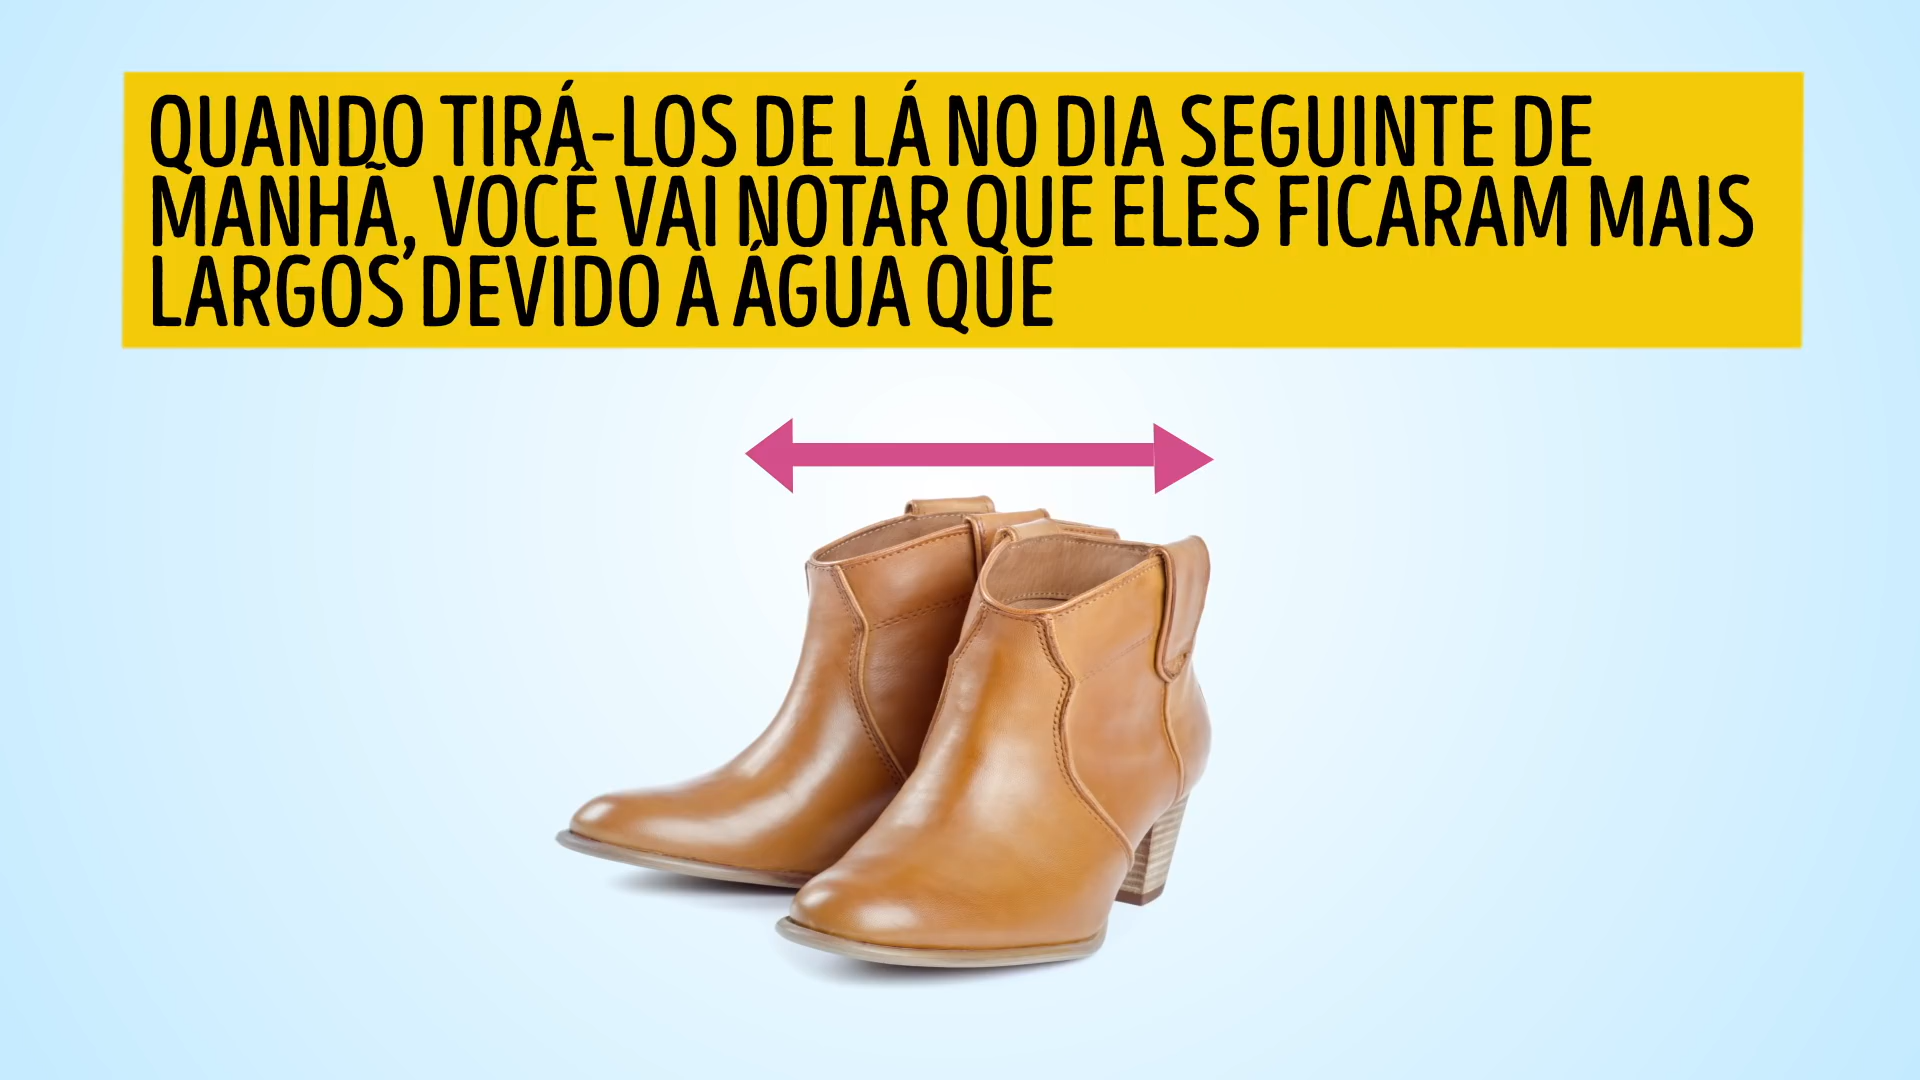 QUANDO TIRÁ-LOS DE LÁ NO DIA SEGUINTE DE
MANHÃ, VOCÊ VAI NOTAR QUE ELES FICARAM MAIS
LARGOS DEVIDO À ÁGUA QUE